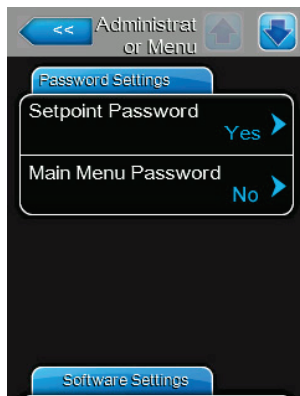 << Administrat
or Menu
Password Settings
Setpoint Password
Yes
Main Menu Password
No
Software Settings